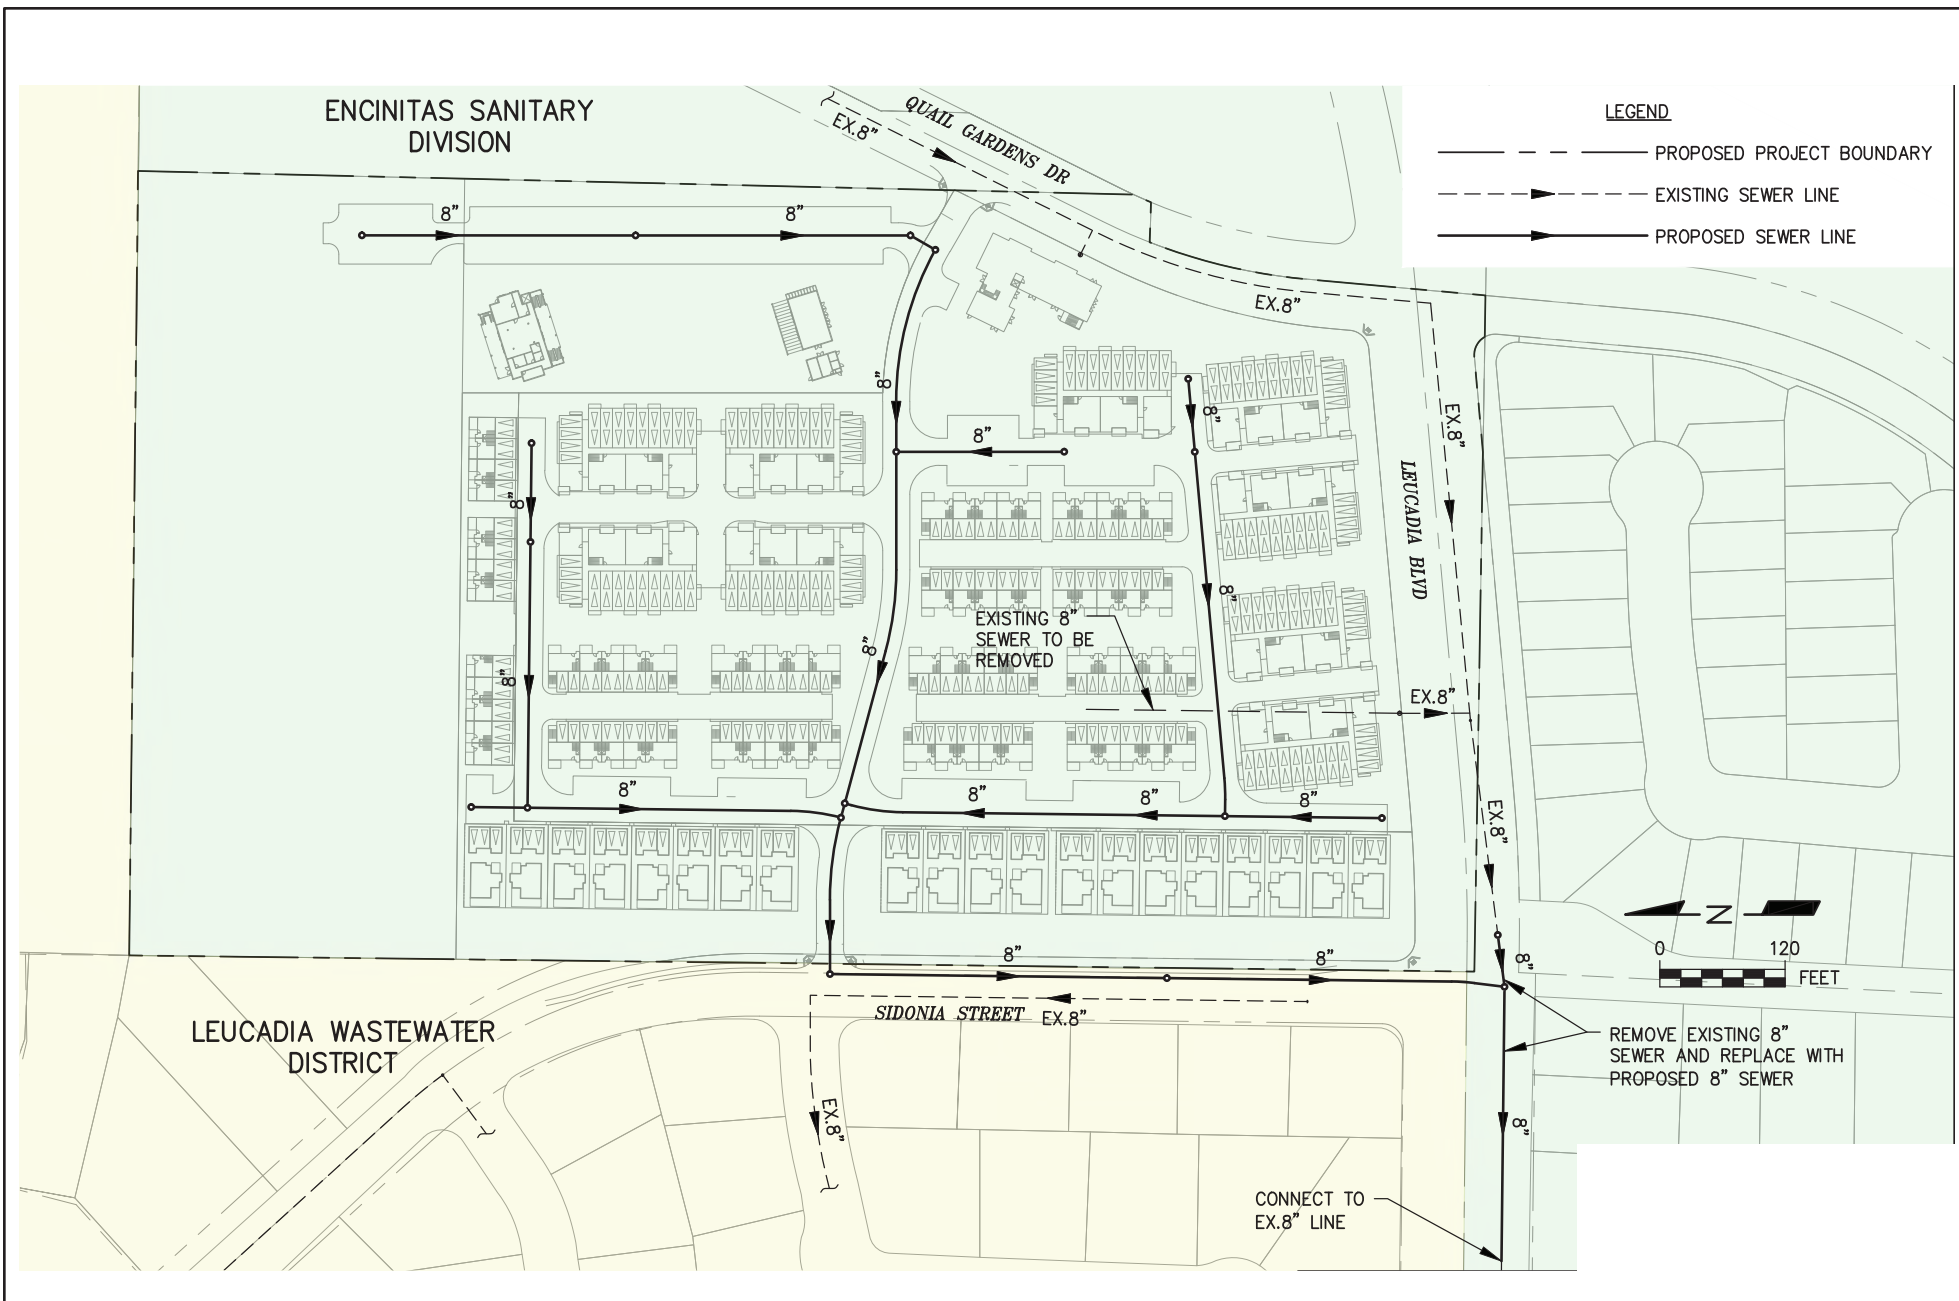 ENCINITAS SANITARY
DIVISION
QUAIL GARDENS DR
EX.8”
LEGEND
PROPOSED PROJECT BOUNDARY
EXISTING SEWER LINE
PROPOSED SEWER LINE
8”
8”
EX.8”
8”
8”
8”
EX.8”
8”
LEUCADIA BLVD
8”
EXISTING 8”
SEWER TO BE
REMOVED
8”
8”
EX.8”
8”
8”
8”
8”
EX.8”
Z
0
120
FEET
8”
8”
8”
SIDONIA STREET
EX.8”
LEUCADIA WASTEWATER
DISTRICT
REMOVE EXISTING 8”
SEWER AND REPLACE WITH
PROPOSED 8” SEWER
EX.8”
8”
CONNECT TO
EX.8” LINE